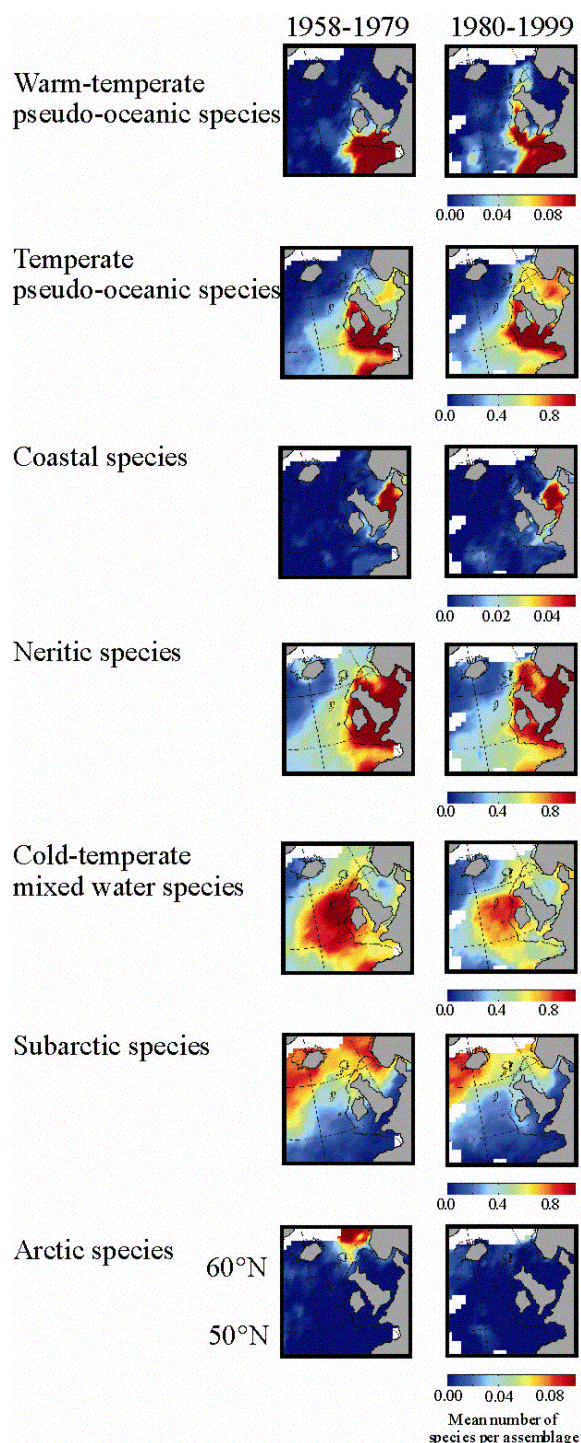 1958-1979 1980-1999
Warm-temperate
pseudo-oceanic species
0.00 0.04 0.08
Temperate
pseudo-oceanic species
0.0 0.4 0.8
Coastal species
0.0 0.02 0.04
Neritic species
0.0 0.4 0.8
Cold-temperate
mixed water species
0.0 0.4 0.8
Subarctic species
0.0 0.4 0.8
Arctic species
60°N
50°N
0.00 0.04 0.08
Mean number of
species per assemblage